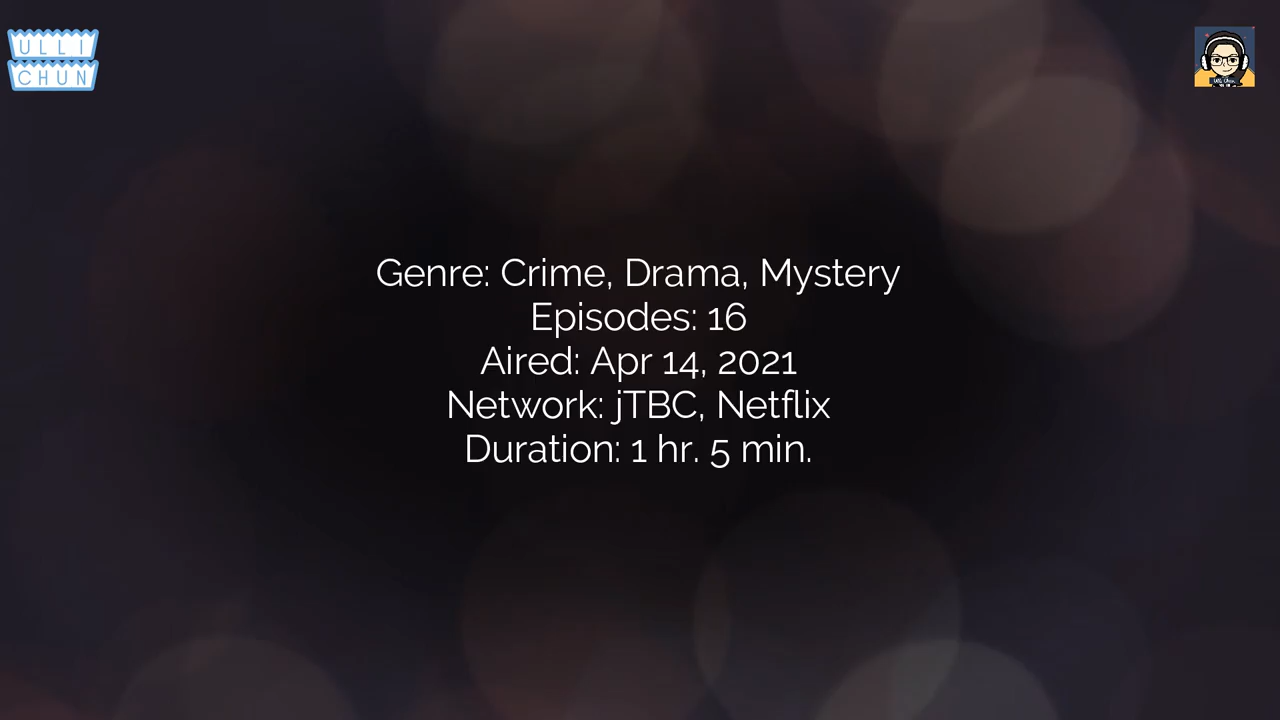 ULLI
CHUN
Genre: Crime, Drama, Mystery
Episodes: 16
Aired: Apr 14, 2021
Network: jTBC, Netflix
Duration: 1 hr. 5 min.